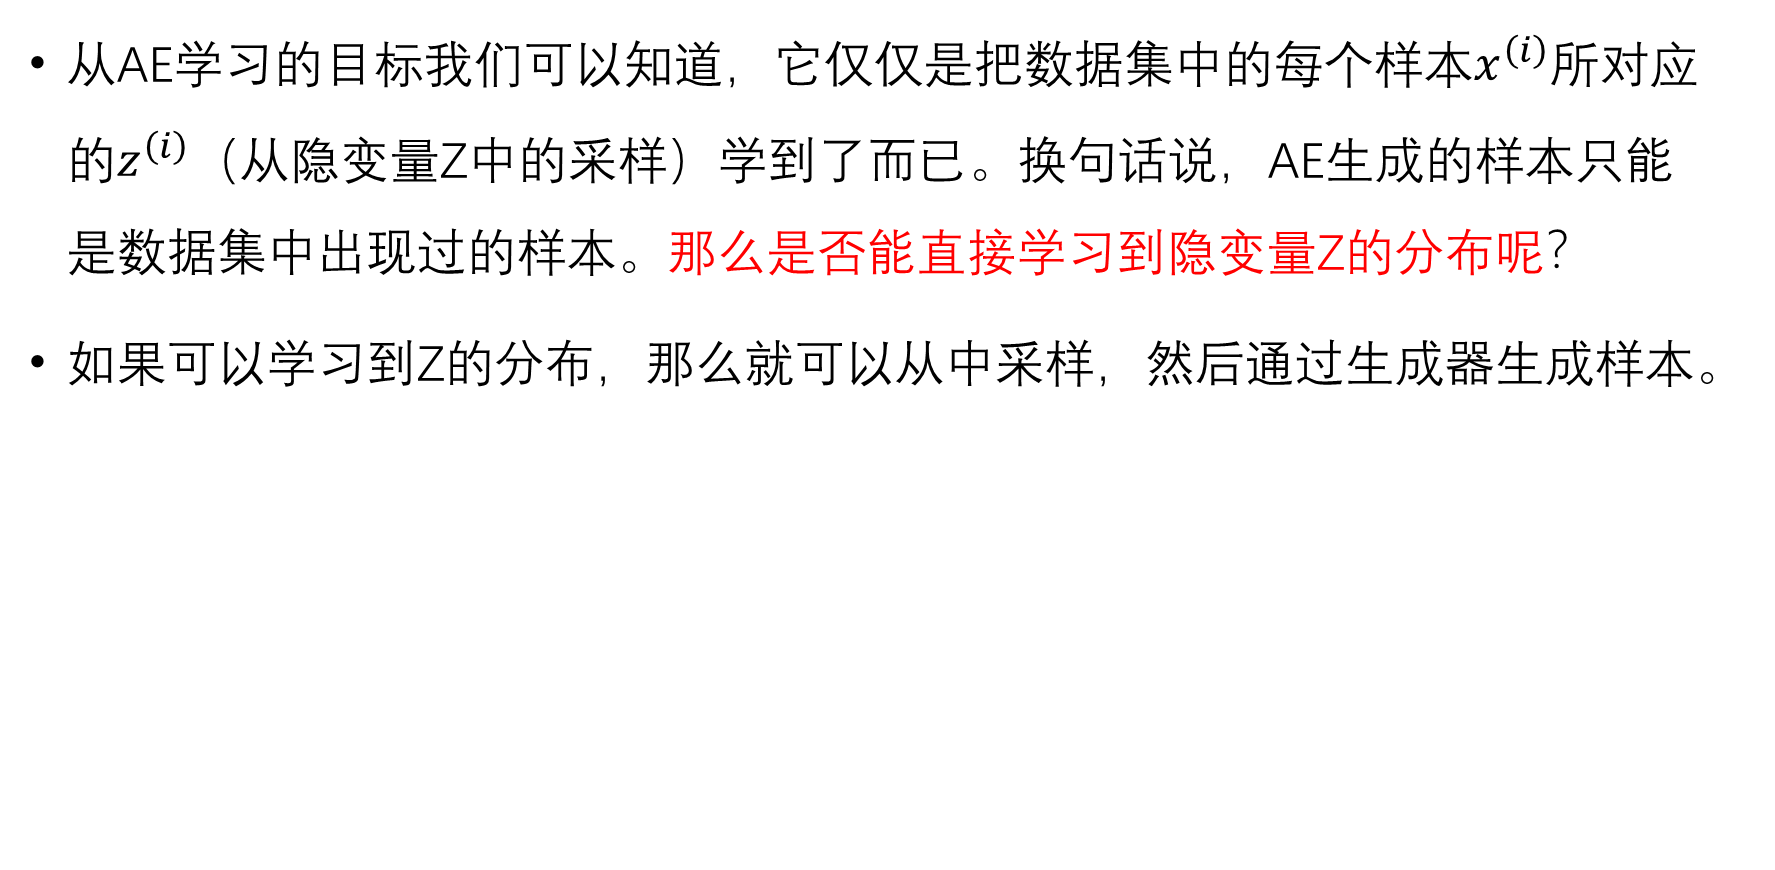 • 从AE学习的目标我们可以知道，它仅仅是把数据集中的每个样本x⁽ⁱ⁾所对应
的z⁽ⁱ⁾（从隐变量Z中的采样）学到了而已。换句话说，AE生成的样本只能
是数据集中出现过的样本。那么是否能直接学习到隐变量Z的分布呢？
• 如果可以学习到Z的分布，那么就可以从中采样，然后通过生成器生成样本。